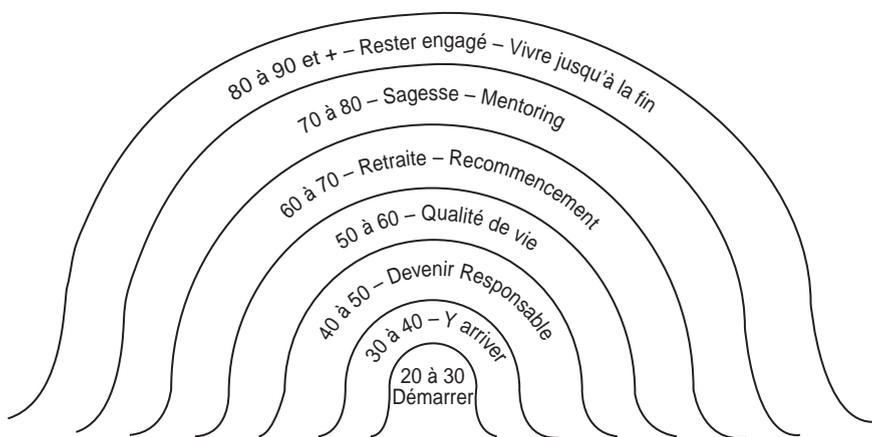 80 à 90 et + – Rester engagé – Vivre jusqu'à la fin
70 à 80 – Sagesse – Mentoring
60 à 70 – Retraite – Recommencement
50 à 60 – Qualité de vie
40 à 50 – Devenir Responsable
30 à 40 – Y arriver
20 à 30
Démarrer